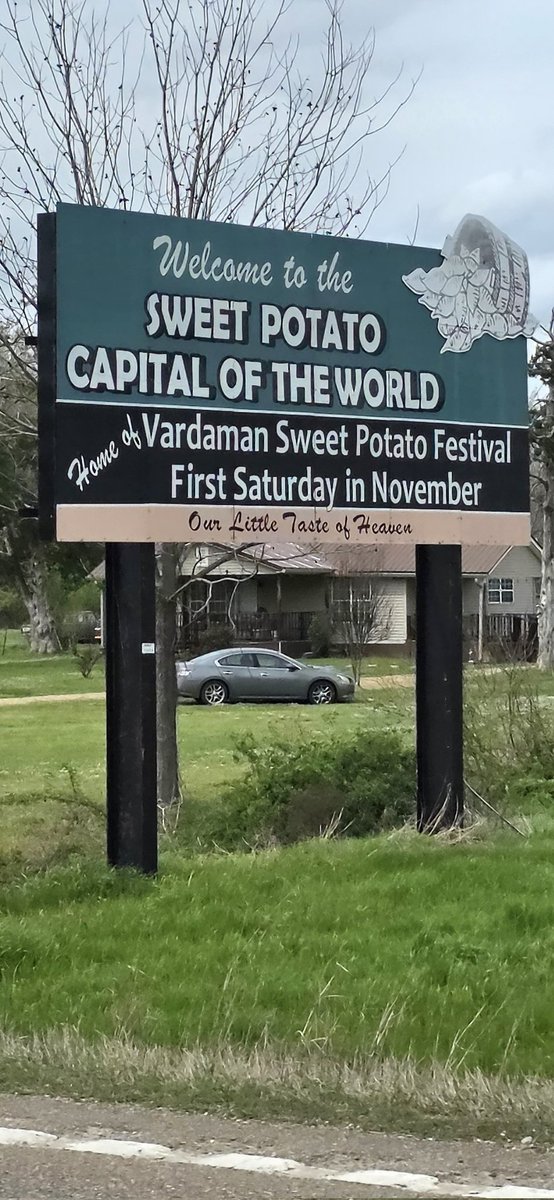 Welcome to the
SWEET POTATO
CAPITAL OF THE WORLD
Home of Vardaman Sweet Potato Festival
First Saturday in November
Our Little Taste of Heaven